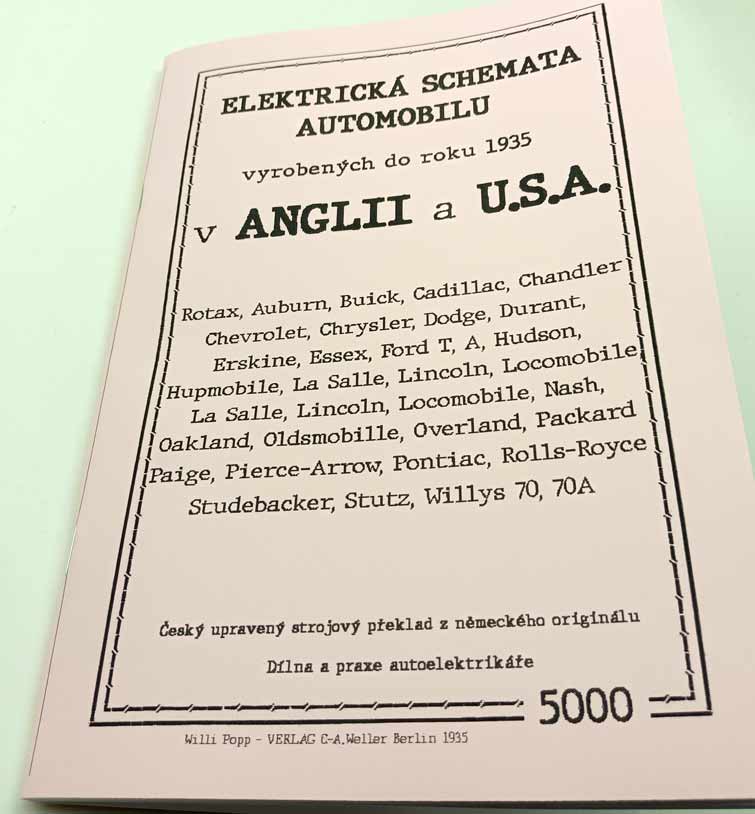 ELEKTRICKÁ SCHEMATA
AUTOMOBILU
vyrobených do roku 1935
v ANGLII a U.S.A.
Rotax, Auburn, Buick, Cadillac, Chandler
Chevrolet, Chrysler, Dodge, Durant,
Erskine, Essex, Ford T, A, Hudson,
Hupmobile, La Salle, Lincoln, Locomobile,
La Salle, Lincoln, Locomobile, Nash,
Oakland, Oldsmobille, Overland, Packard
Paige, Pierce-Arrow, Pontiac, Rolls-Royce
Studebacker, Stutz, Willys 70, 70A
Český upravený strojový překlad z německého originálu
Dílna a praxe autoelektrikáře
5000
Willi Popp - VERLAG C-A.Weller Berlin 1935